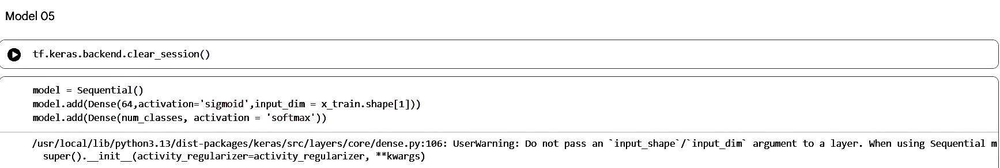 Model 05
tf.keras.backend.clear_session()
model = Sequential()
model.add(Dense(64,activation='sigmoid',input_dim = x_train.shape[1]))
model.add(Dense(num_classes, activation = 'softmax'))
/usr/local/lib/python3.13/dist-packages/keras/src/layers/core/dense.py:106: UserWarning: Do not pass an `input_shape`/`input_dim` argument to a layer. When using Sequential m
super().__init__(activity_regularizer=activity_regularizer, **kwargs)